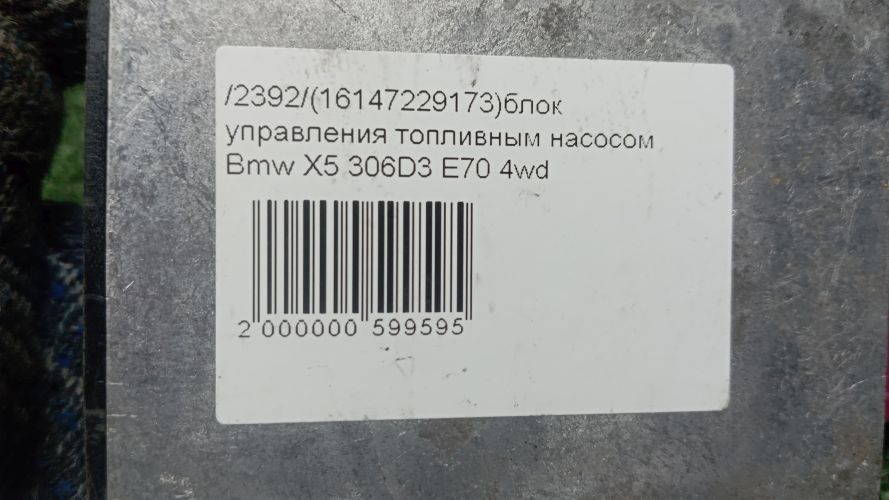 /2392/(16147229173)блок
управления топливным насосом
Bmw X5 306D3 E70 4wd
2 000000 599595